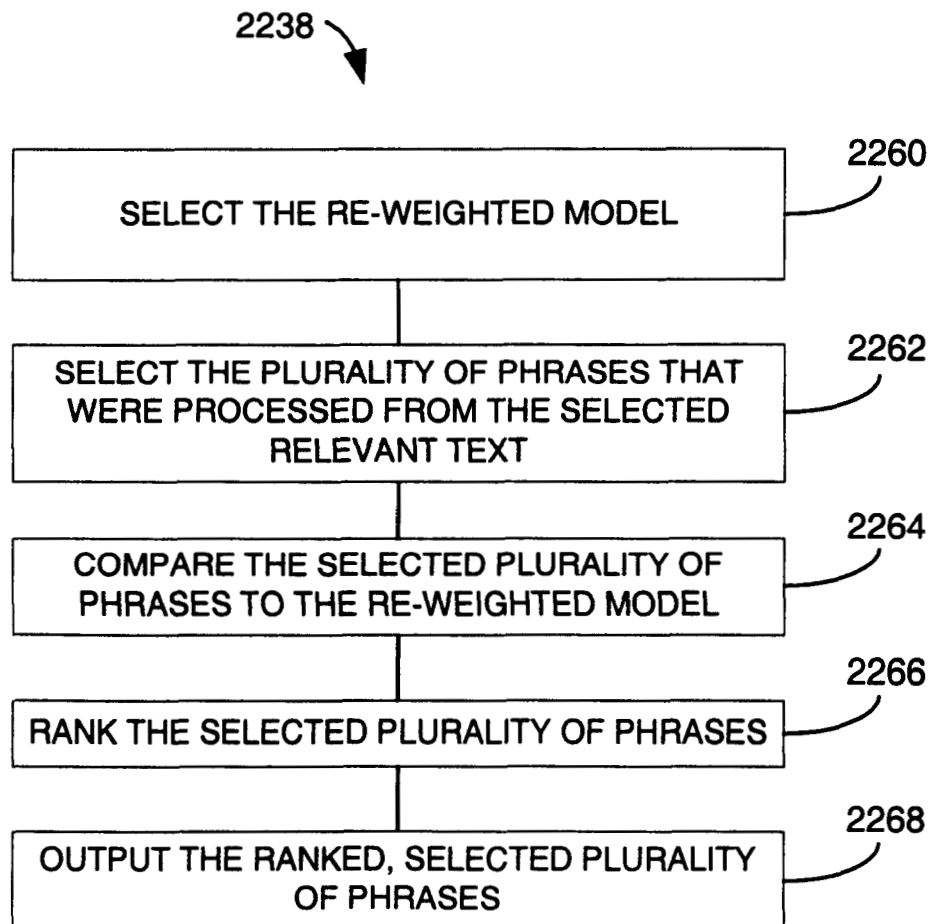 2238
2260
SELECT THE RE-WEIGHTED MODEL
2262
SELECT THE PLURALITY OF PHRASES THAT
WERE PROCESSED FROM THE SELECTED
RELEVANT TEXT
2264
COMPARE THE SELECTED PLURALITY OF
PHRASES TO THE RE-WEIGHTED MODEL
2266
RANK THE SELECTED PLURALITY OF PHRASES
2268
OUTPUT THE RANKED, SELECTED PLURALITY
OF PHRASES